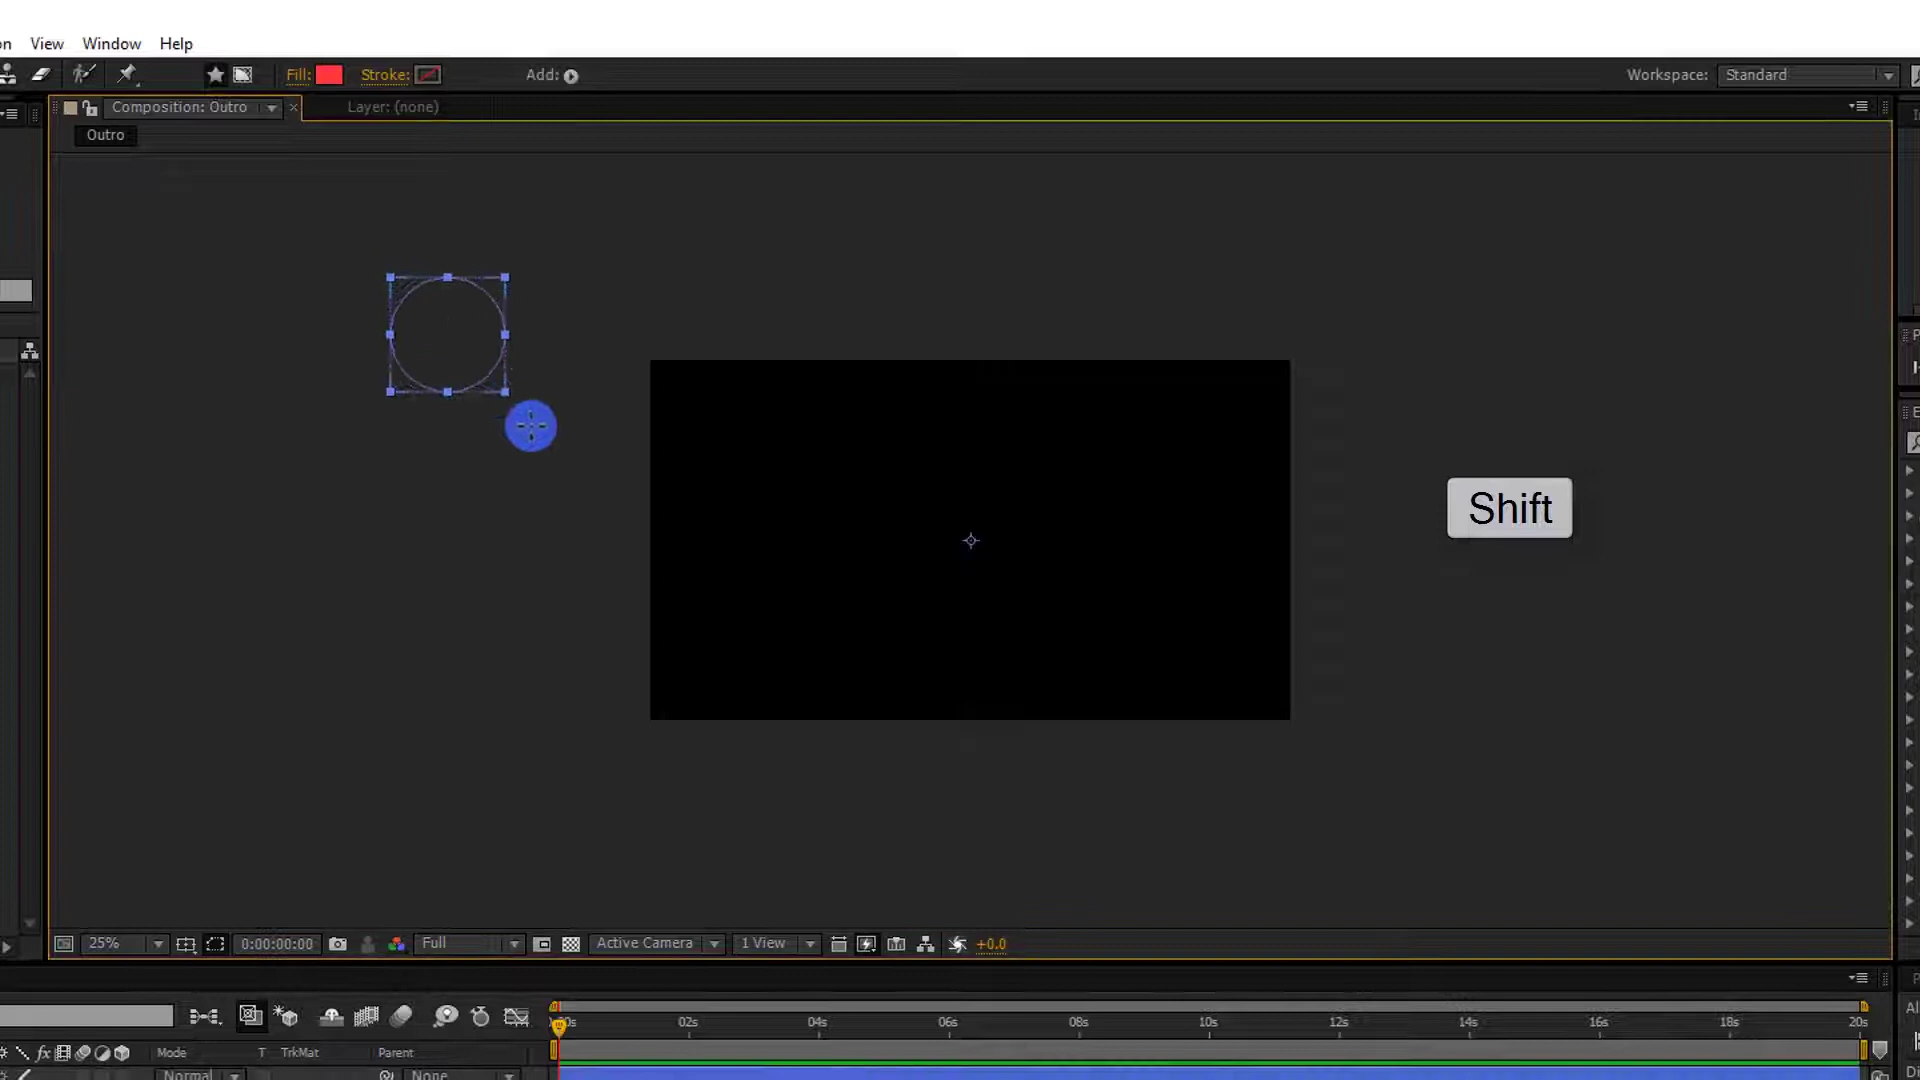 on View Window Help
Fill: Stroke: Add: Workspace: Standard
Composition: Outro × Layer: (none)
Outro
Shift
25% 0:00:00:00 Full Active Camera 1 View +0.0
02s 04s 06s 08s 10s 12s 14s 16s 18s 20s
fx Mode T TrkMat Parent
Normal None